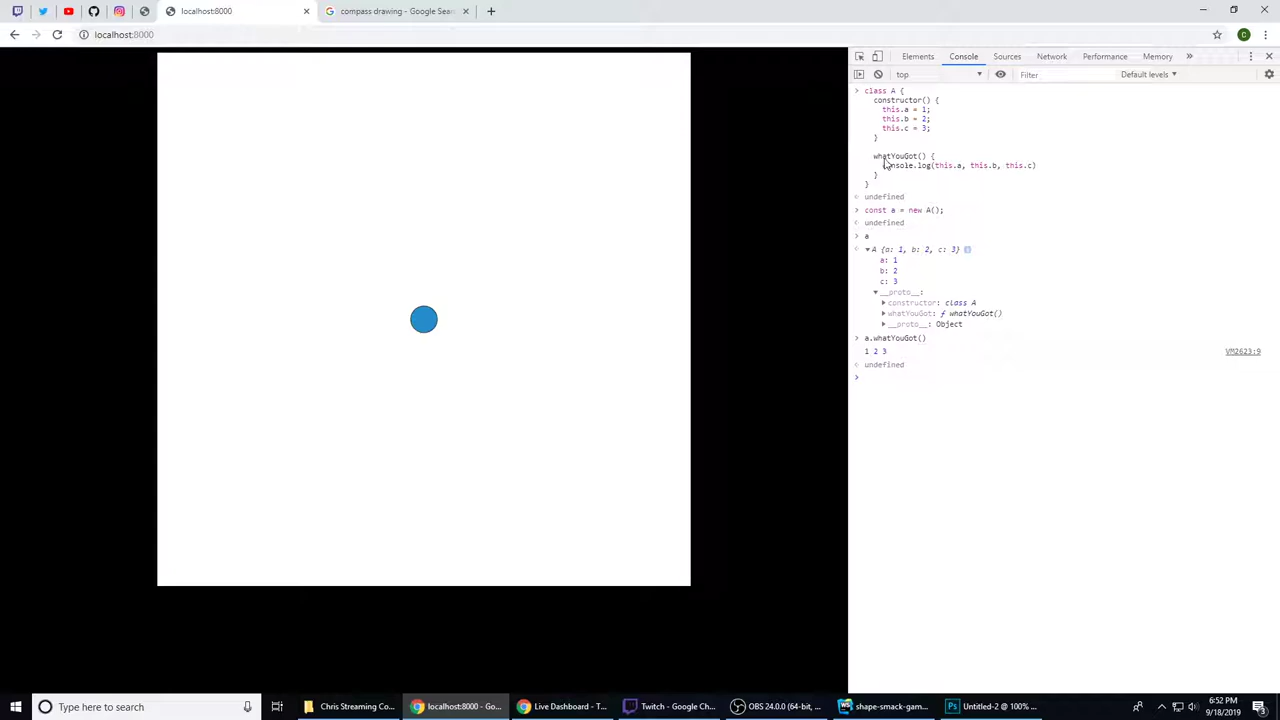 localhost:8000
compass drawing - Google Sear
localhost:8000
Elements Console Sources Network Performance Memory
top Filter Default levels
class A {
constructor() {
this.a = 1;
this.b = 2;
this.c = 3;
}
whatYouGot() {
console.log(this.a, this.b, this.c)
}
}
undefined
const a = new A();
undefined
a
A {a: 1, b: 2, c: 3}
a: 1
b: 2
c: 3
__proto__:
constructor: class A
whatYouGot: ƒ whatYouGot()
__proto__: Object
a.whatYouGot()
1 2 3 VM2623:9
undefined
Type here to search
Chris Streaming Co...
localhost:8000 - Go...
Live Dashboard - T...
Twitch - Google Ch...
OBS 24.0.0 (64-bit, ...
shape-smack-gam...
Untitled-2 @ 100% ...
6:52 PM
9/18/2019